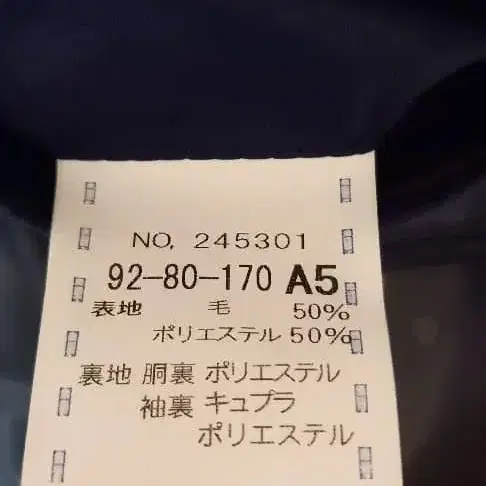 NO. 245301
92-80-170 A5
表地 毛 50%
ポリエステル 50%
裏地 胴裏 ポリエステル
袖裏 キュプラ
ポリエステル